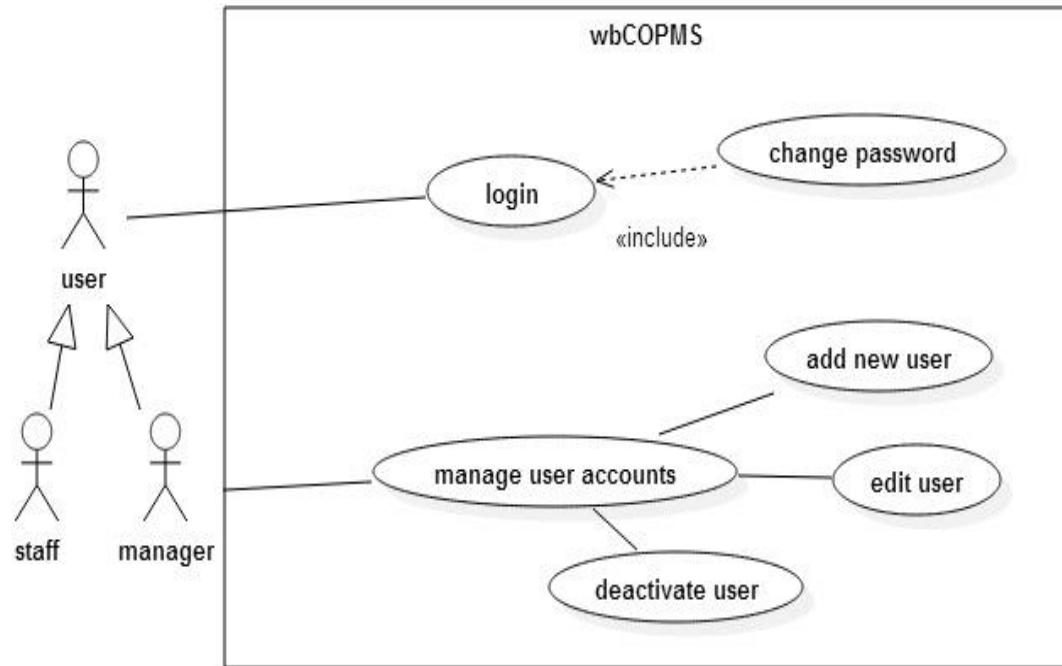 wbCOPMS
change password
login
«include»
user
add new user
manage user accounts
edit user
staff
manager
deactivate user